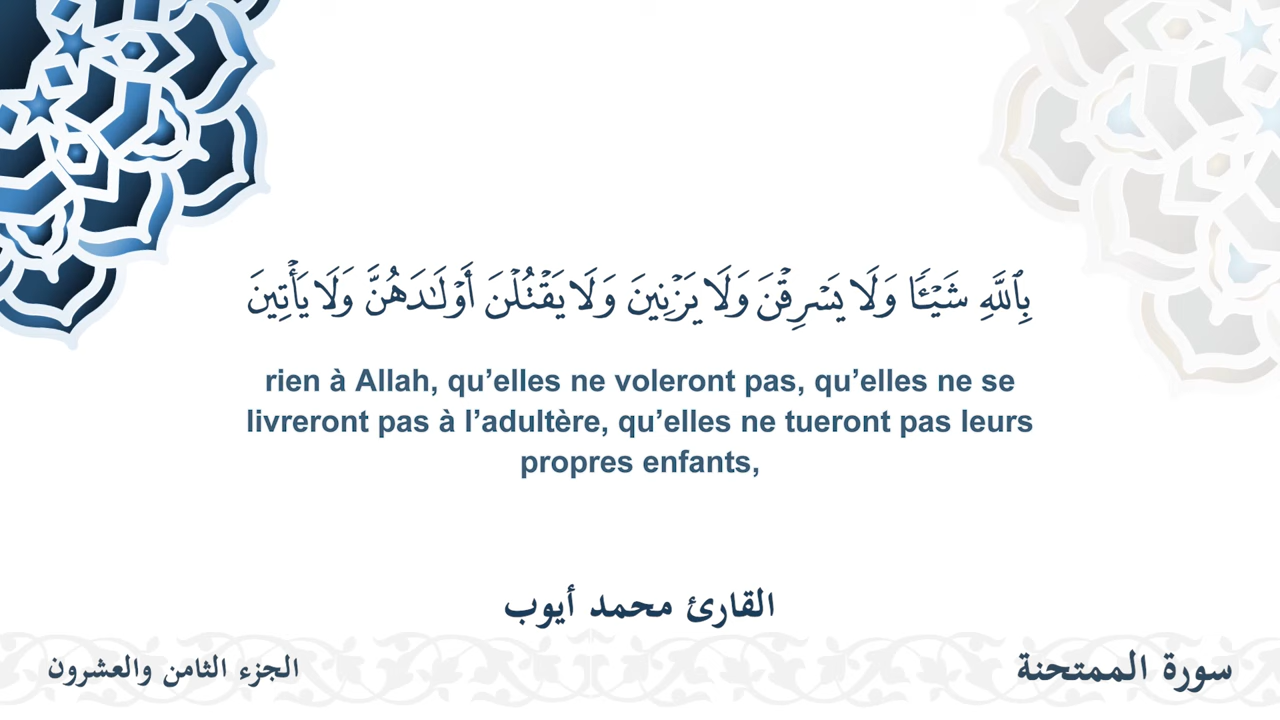 بِٱللَّهِ شَيْـًٔا وَلَا يَسْرِقْنَ وَلَا يَزْنِينَ وَلَا يَقْتُلْنَ أَوْلَـٰدَهُنَّ وَلَا يَأْتِينَ
rien à Allah, qu’elles ne voleront pas, qu’elles ne se
livreront pas à l’adultère, qu’elles ne tueront pas leurs
propres enfants,
القارئ محمد أيوب
سورة الممتحنة
الجزء الثامن والعشرون